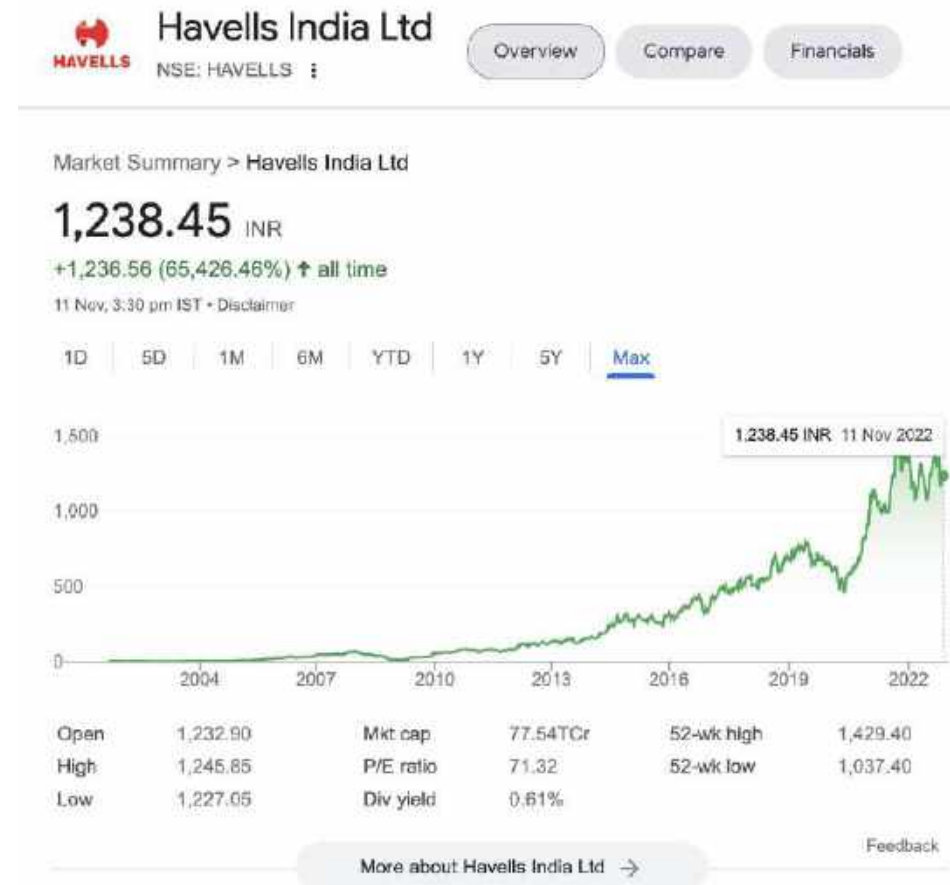 HAVELLS
Havells India Ltd
NSE: HAVELLS ⋮
Overview
Compare
Financials
Market Summary > Havells India Ltd
1,238.45 INR
+1,236.56 (65,426.46%) ↑ all time
11 Nov, 3:30 pm IST • Disclaimer
1D 5D 1M 6M YTD 1Y 5Y Max
1,238.45 INR 11 Nov 2022
1,500
1,000
500
0
2004 2007 2010 2013 2016 2019 2022
Open 1,232.90 Mkt cap 77.54TCr 52-wk high 1,429.40
High 1,245.85 P/E ratio 71.32 52-wk low 1,037.40
Low 1,227.05 Div yield 0.61%
Feedback
More about Havells India Ltd →